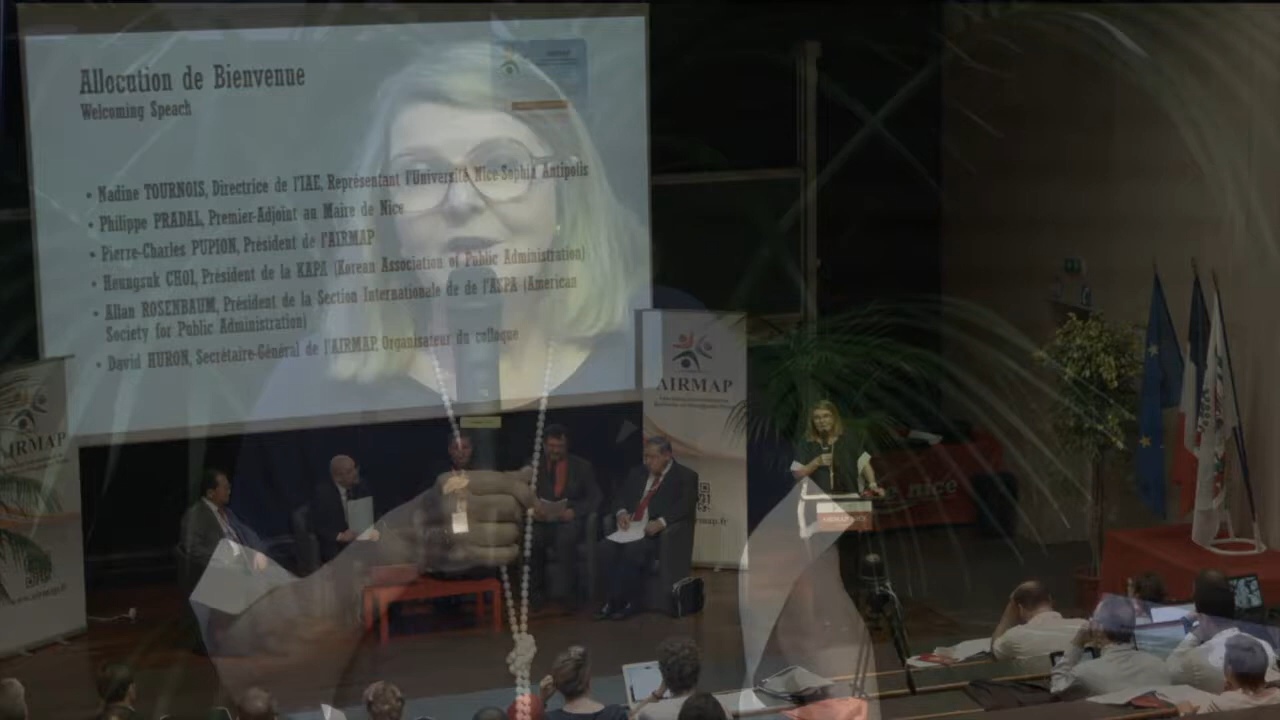 Allocution de Bienvenue
Welcoming Speach
• Nadine TOURNOIS, Directrice de l'IAE, Représentant l'Université Nice-Sophia Antipolis
• Philippe PRADAL, Premier-Adjoint au Maire de Nice
• Pierre-Charles PUPION, Président de l'AIRMAP
• Heungsuk CHOI, Président de la KAPA (Korean Association of Public Administration)
• Allan ROSENBAUM, Président de la Section Internationale de de l'ASPA (American
Society for Public Administration)
• David HURON, Secrétaire-Général de l'AIRMAP, Organisateur du colloque
AIRMAP
AIRMAP
nice
www.airmap.fr